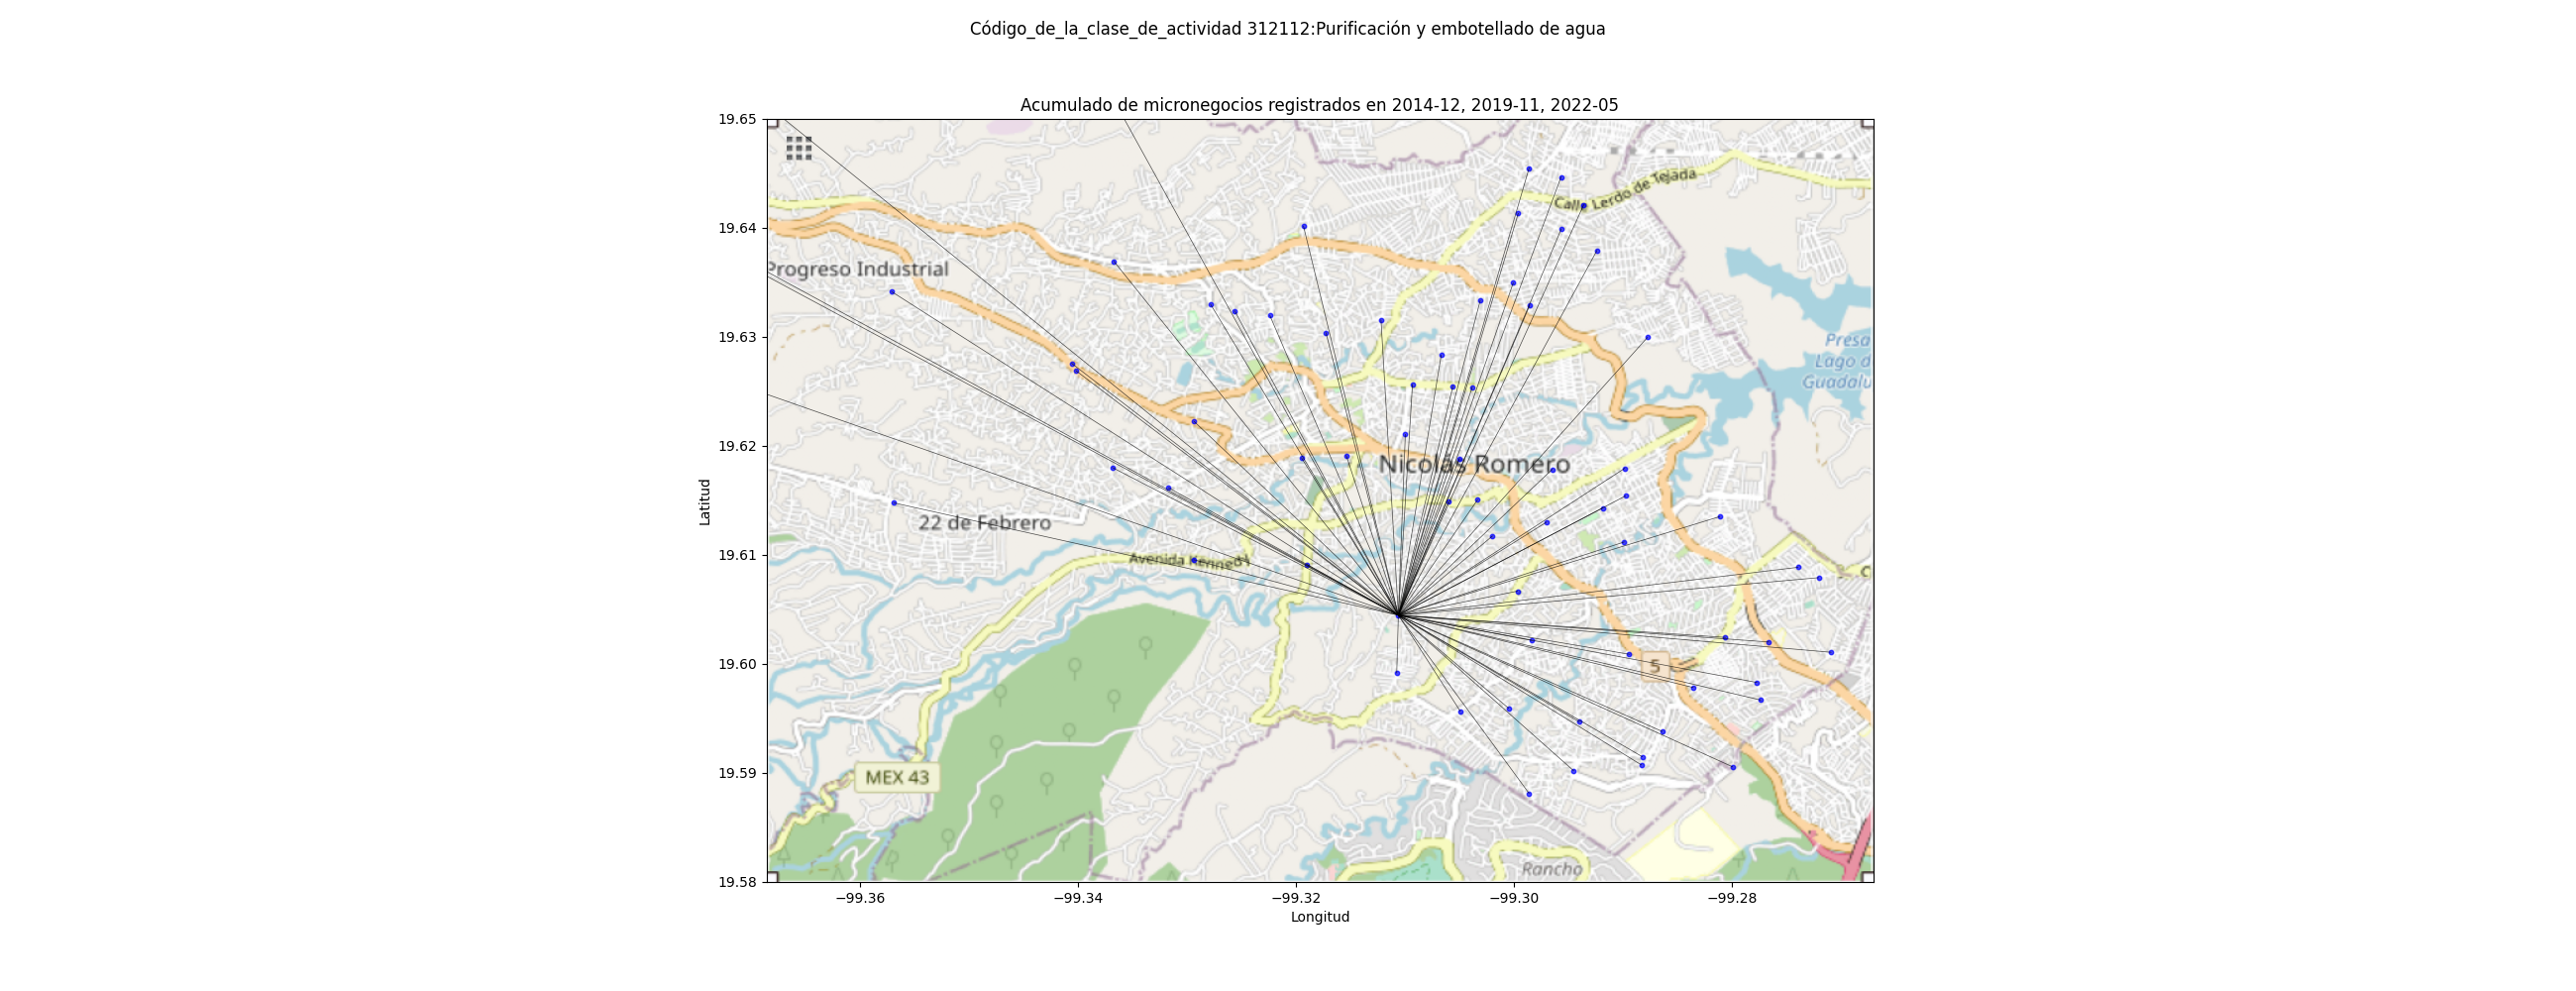 Código_de_la_clase_de_actividad 312112:Purificación y embotellado de agua
Acumulado de micronegocios registrados en 2014-12, 2019-11, 2022-05
19.65
19.64
19.63
19.62
19.61
19.60
19.59
19.58
Latitud
Calle Lerdo de Tejada
Progreso Industrial
Presa
Lago d
Guadalu
Nicolás Romero
22 de Febrero
Avenida Kennedy
C
5
MEX 43
Rancho
−99.36
−99.34
−99.32
−99.30
−99.28
Longitud